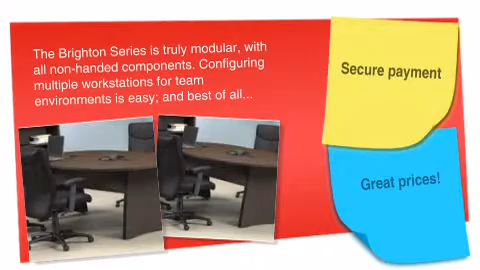 The Brighton Series is truly modular, with
all non-handed components. Configuring
multiple workstations for team
environments is easy; and best of all...
Secure payment
Great prices!